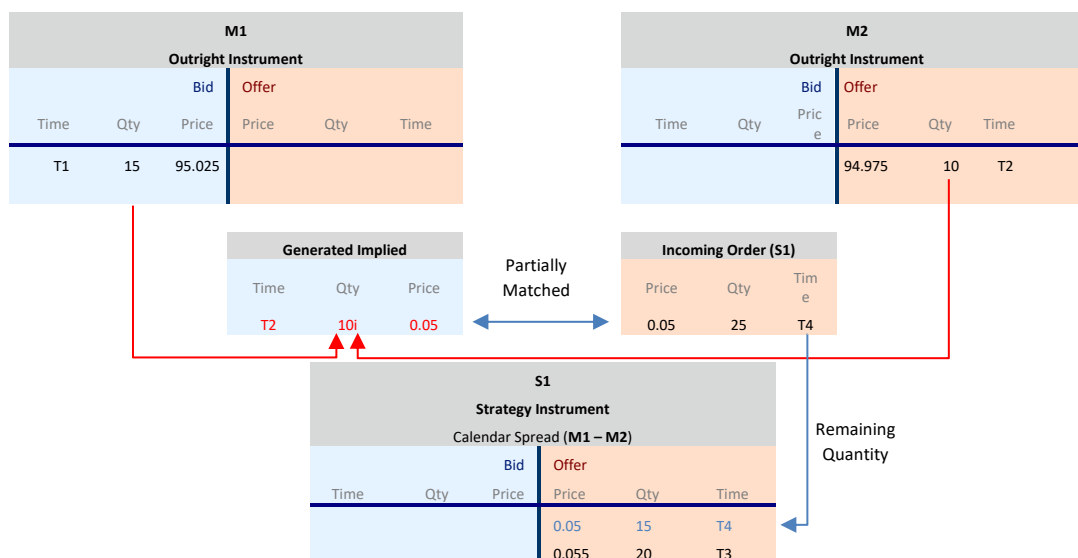 M1
Outright Instrument
Bid Offer
Time Qty Price Price Qty Time
T1 15 95.025
M2
Outright Instrument
Bid Offer
Time Qty Pric
e Price Qty Time
94.975 10 T2
Generated Implied
Time Qty Price
T2 10i 0.05
Partially
Matched
Incoming Order (S1)
Price Qty Tim
e
0.05 25 T4
S1
Strategy Instrument
Calendar Spread (M1 – M2)
Bid Offer
Time Qty Price Price Qty Time
0.05 15 T4
0.055 20 T3
Remaining
Quantity